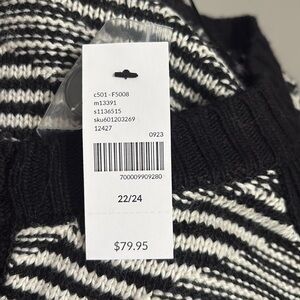 c501 - F5008
m13391
s1136515
sku601203269
12427
0923
700009909280
22/24
$79.95